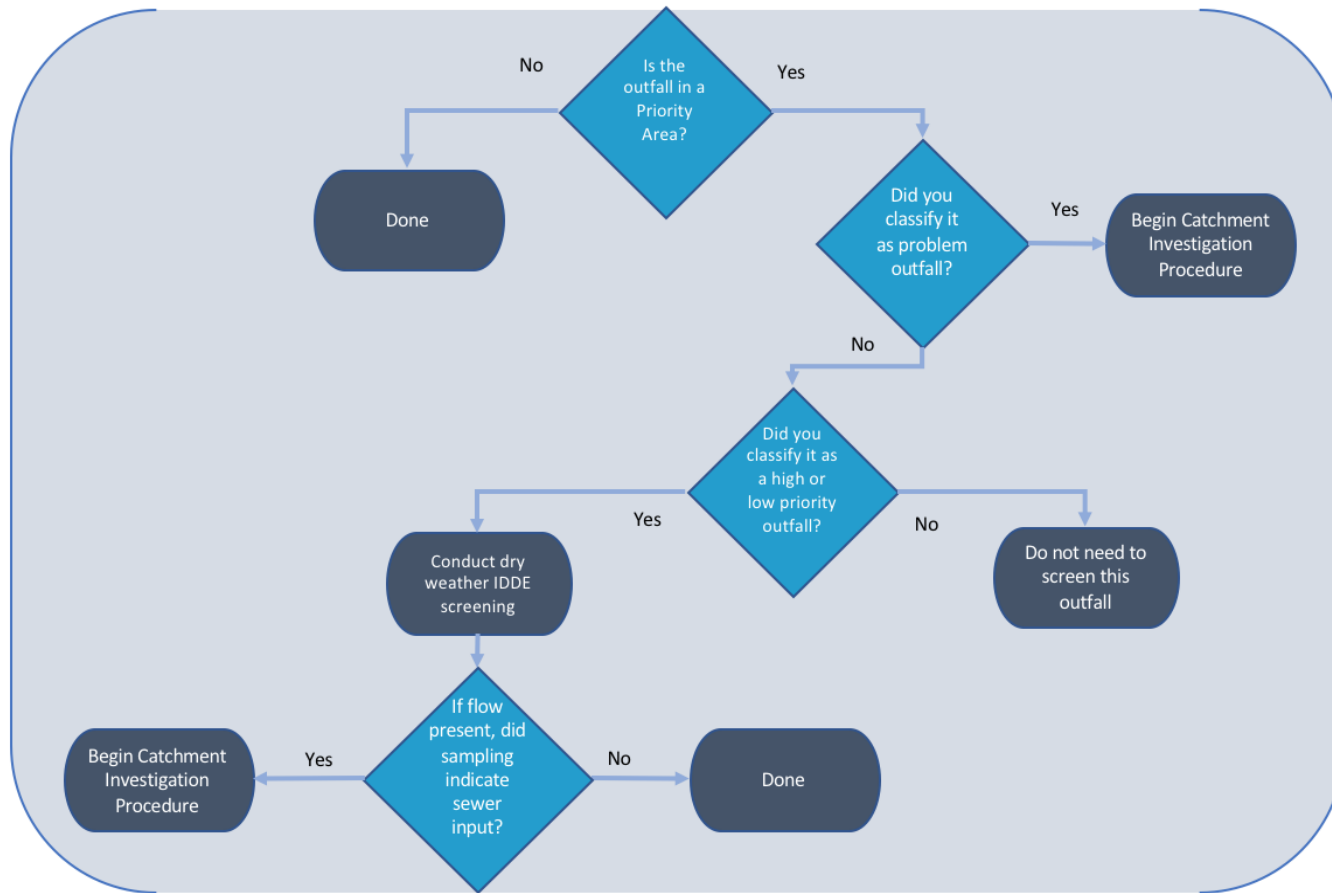 No
Is the
outfall in a
Priority
Area?
Yes
Done
Did you
classify it
as problem
outfall?
Yes
Begin Catchment
Investigation
Procedure
No
Did you
classify it as
a high or
low priority
outfall?
Yes
No
Conduct dry
weather IDDE
screening
Do not need to
screen this
outfall
If flow
present, did
sampling
indicate
sewer
input?
Yes
No
Begin Catchment
Investigation
Procedure
Done